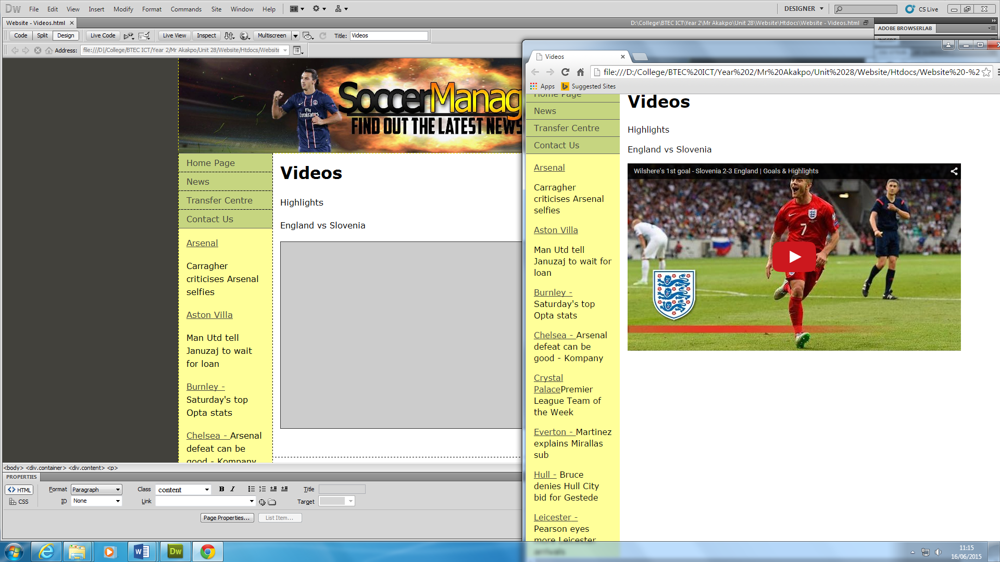 Dw File Edit View Insert Modify Format Commands Site Window Help DESIGNER CS Live
Website - Videos.html × D:\College\BTEC ICT\Year 2\Mr Akakpo\Unit 28\Website\Htdocs\Website - Videos.html
Code Split Design Live Code Live View Inspect Multiscreen Title: Videos
Address: file:///D|/College/BTEC ICT/Year 2/Mr Akakpo/Unit 28/Website/Htdocs/Website
ADOBE BROWSERLAB
INSERT
Fly
Emirates
SOCCERMANAG
FIND OUT THE LATEST NEWS
Home Page
News
Transfer Centre
Contact Us
Arsenal
Carragher
criticises Arsenal
selfies
Aston Villa
Man Utd tell
Januzaj to wait
for loan
Burnley -
Saturday's top
Opta stats
Chelsea - Arsenal
defeat can be
good - Kompany
Videos
Highlights
England vs Slovenia
<body> <div.container> <div.content> <p>
PROPERTIES
HTML Format Paragraph Class content B I Title
CSS ID None Link Target
Page Properties... List Item...
Videos ×
file:///D:/College/BTEC%20ICT/Year%202/Mr%20Akakpo/Unit%2028/Website/Htdocs/Website%20-%2
Apps Suggested Sites
Home Page
News
Transfer Centre
Contact Us
Arsenal
Carragher
criticises Arsenal
selfies
Aston Villa
Man Utd tell
Januzaj to wait for
loan
Burnley -
Saturday's top
Opta stats
Chelsea - Arsenal
defeat can be
good - Kompany
Crystal
PalacePremier
League Team of
the Week
Everton - Martinez
explains Mirallas
sub
Hull - Bruce
denies Hull City
bid for Gestede
Leicester -
Pearson eyes
more Leicester
arrivals
Videos
Highlights
England vs Slovenia
Wilshere's 1st goal - Slovenia 2-3 England | Goals & Highlights
7
W Dw
11:15
16/06/2015